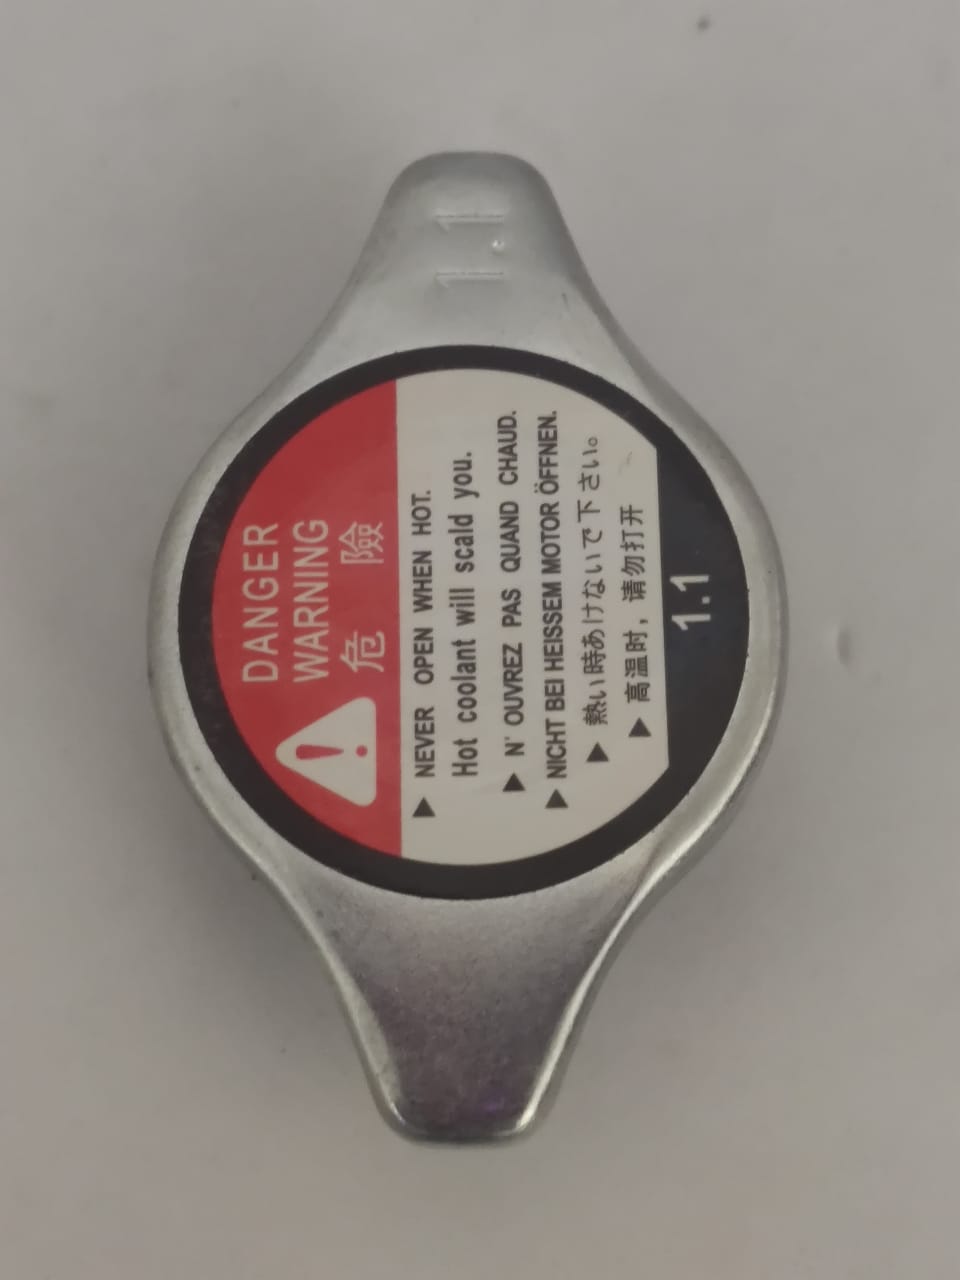 1.1
DANGER
WARNING
危 險
▶ NEVER OPEN WHEN HOT.
Hot coolant will scald you.
▶ N' OUVREZ PAS QUAND CHAUD.
▶ NICHT BEI HEISSEM MOTOR ÖFFNEN.
▶ 熱い時あけないで下さい。
▶ 高温时，请勿打开
1.1